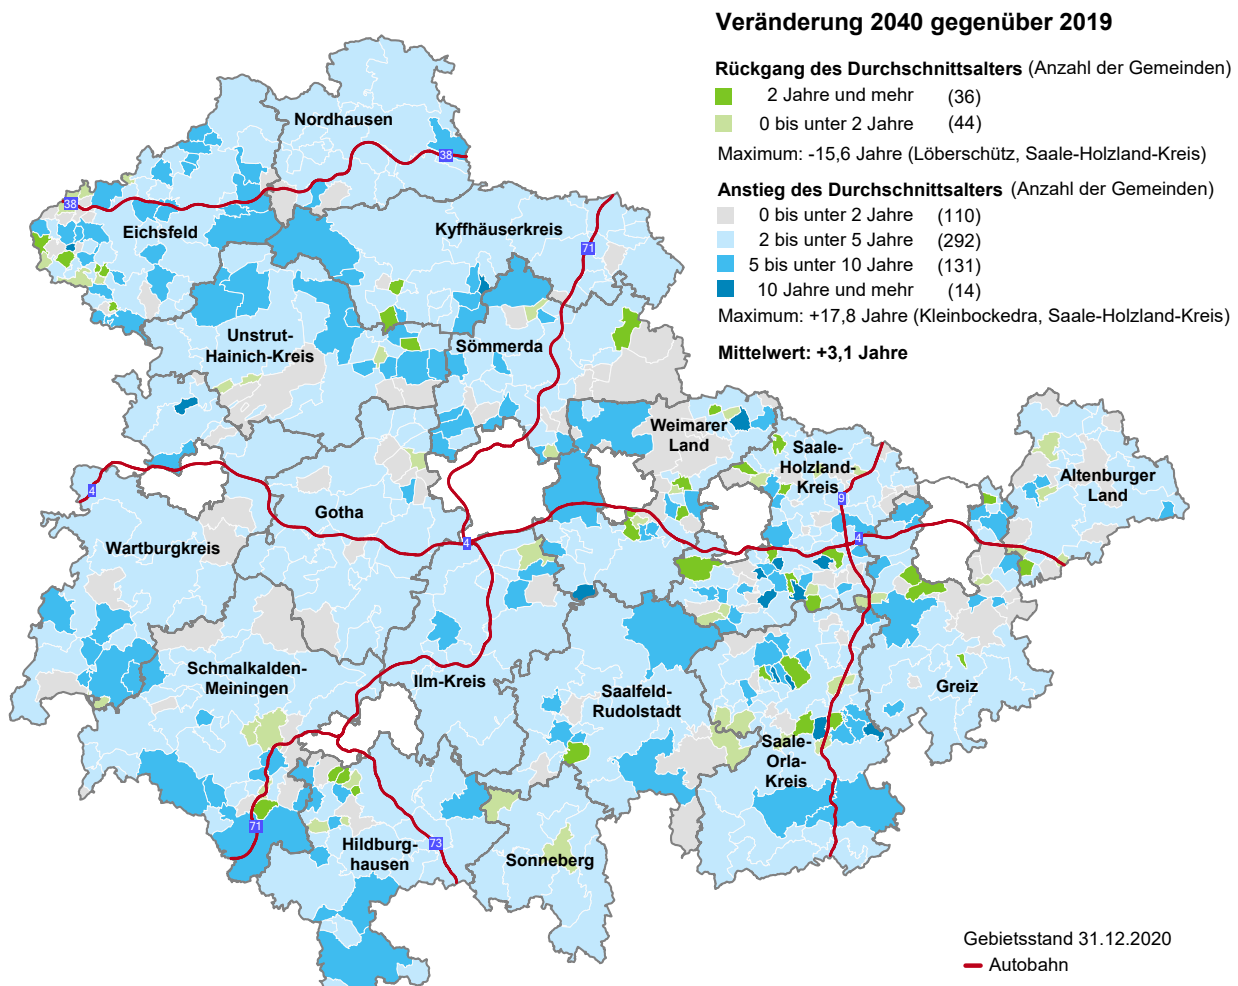 Veränderung 2040 gegenüber 2019
Rückgang des Durchschnittsalters (Anzahl der Gemeinden)
2 Jahre und mehr (36)
0 bis unter 2 Jahre (44)
Maximum: -15,6 Jahre (Löberschütz, Saale-Holzland-Kreis)
Anstieg des Durchschnittsalters (Anzahl der Gemeinden)
0 bis unter 2 Jahre (110)
2 bis unter 5 Jahre (292)
5 bis unter 10 Jahre (131)
10 Jahre und mehr (14)
Maximum: +17,8 Jahre (Kleinbockedra, Saale-Holzland-Kreis)
Mittelwert: +3,1 Jahre
Nordhausen
38
38
Eichsfeld
Kyffhäuserkreis
71
Unstrut-
Hainich-Kreis
Sömmerda
Weimarer
Land
Saale-
Holzland-
Kreis
Altenburger
Land
4
Gotha
9
4
4
Wartburgkreis
Schmalkalden-
Meiningen
Ilm-Kreis
Saalfeld-
Rudolstadt
Greiz
Saale-
Orla-
Kreis
71
73
Hildburg-
hausen
Sonneberg
Gebietsstand 31.12.2020
Autobahn